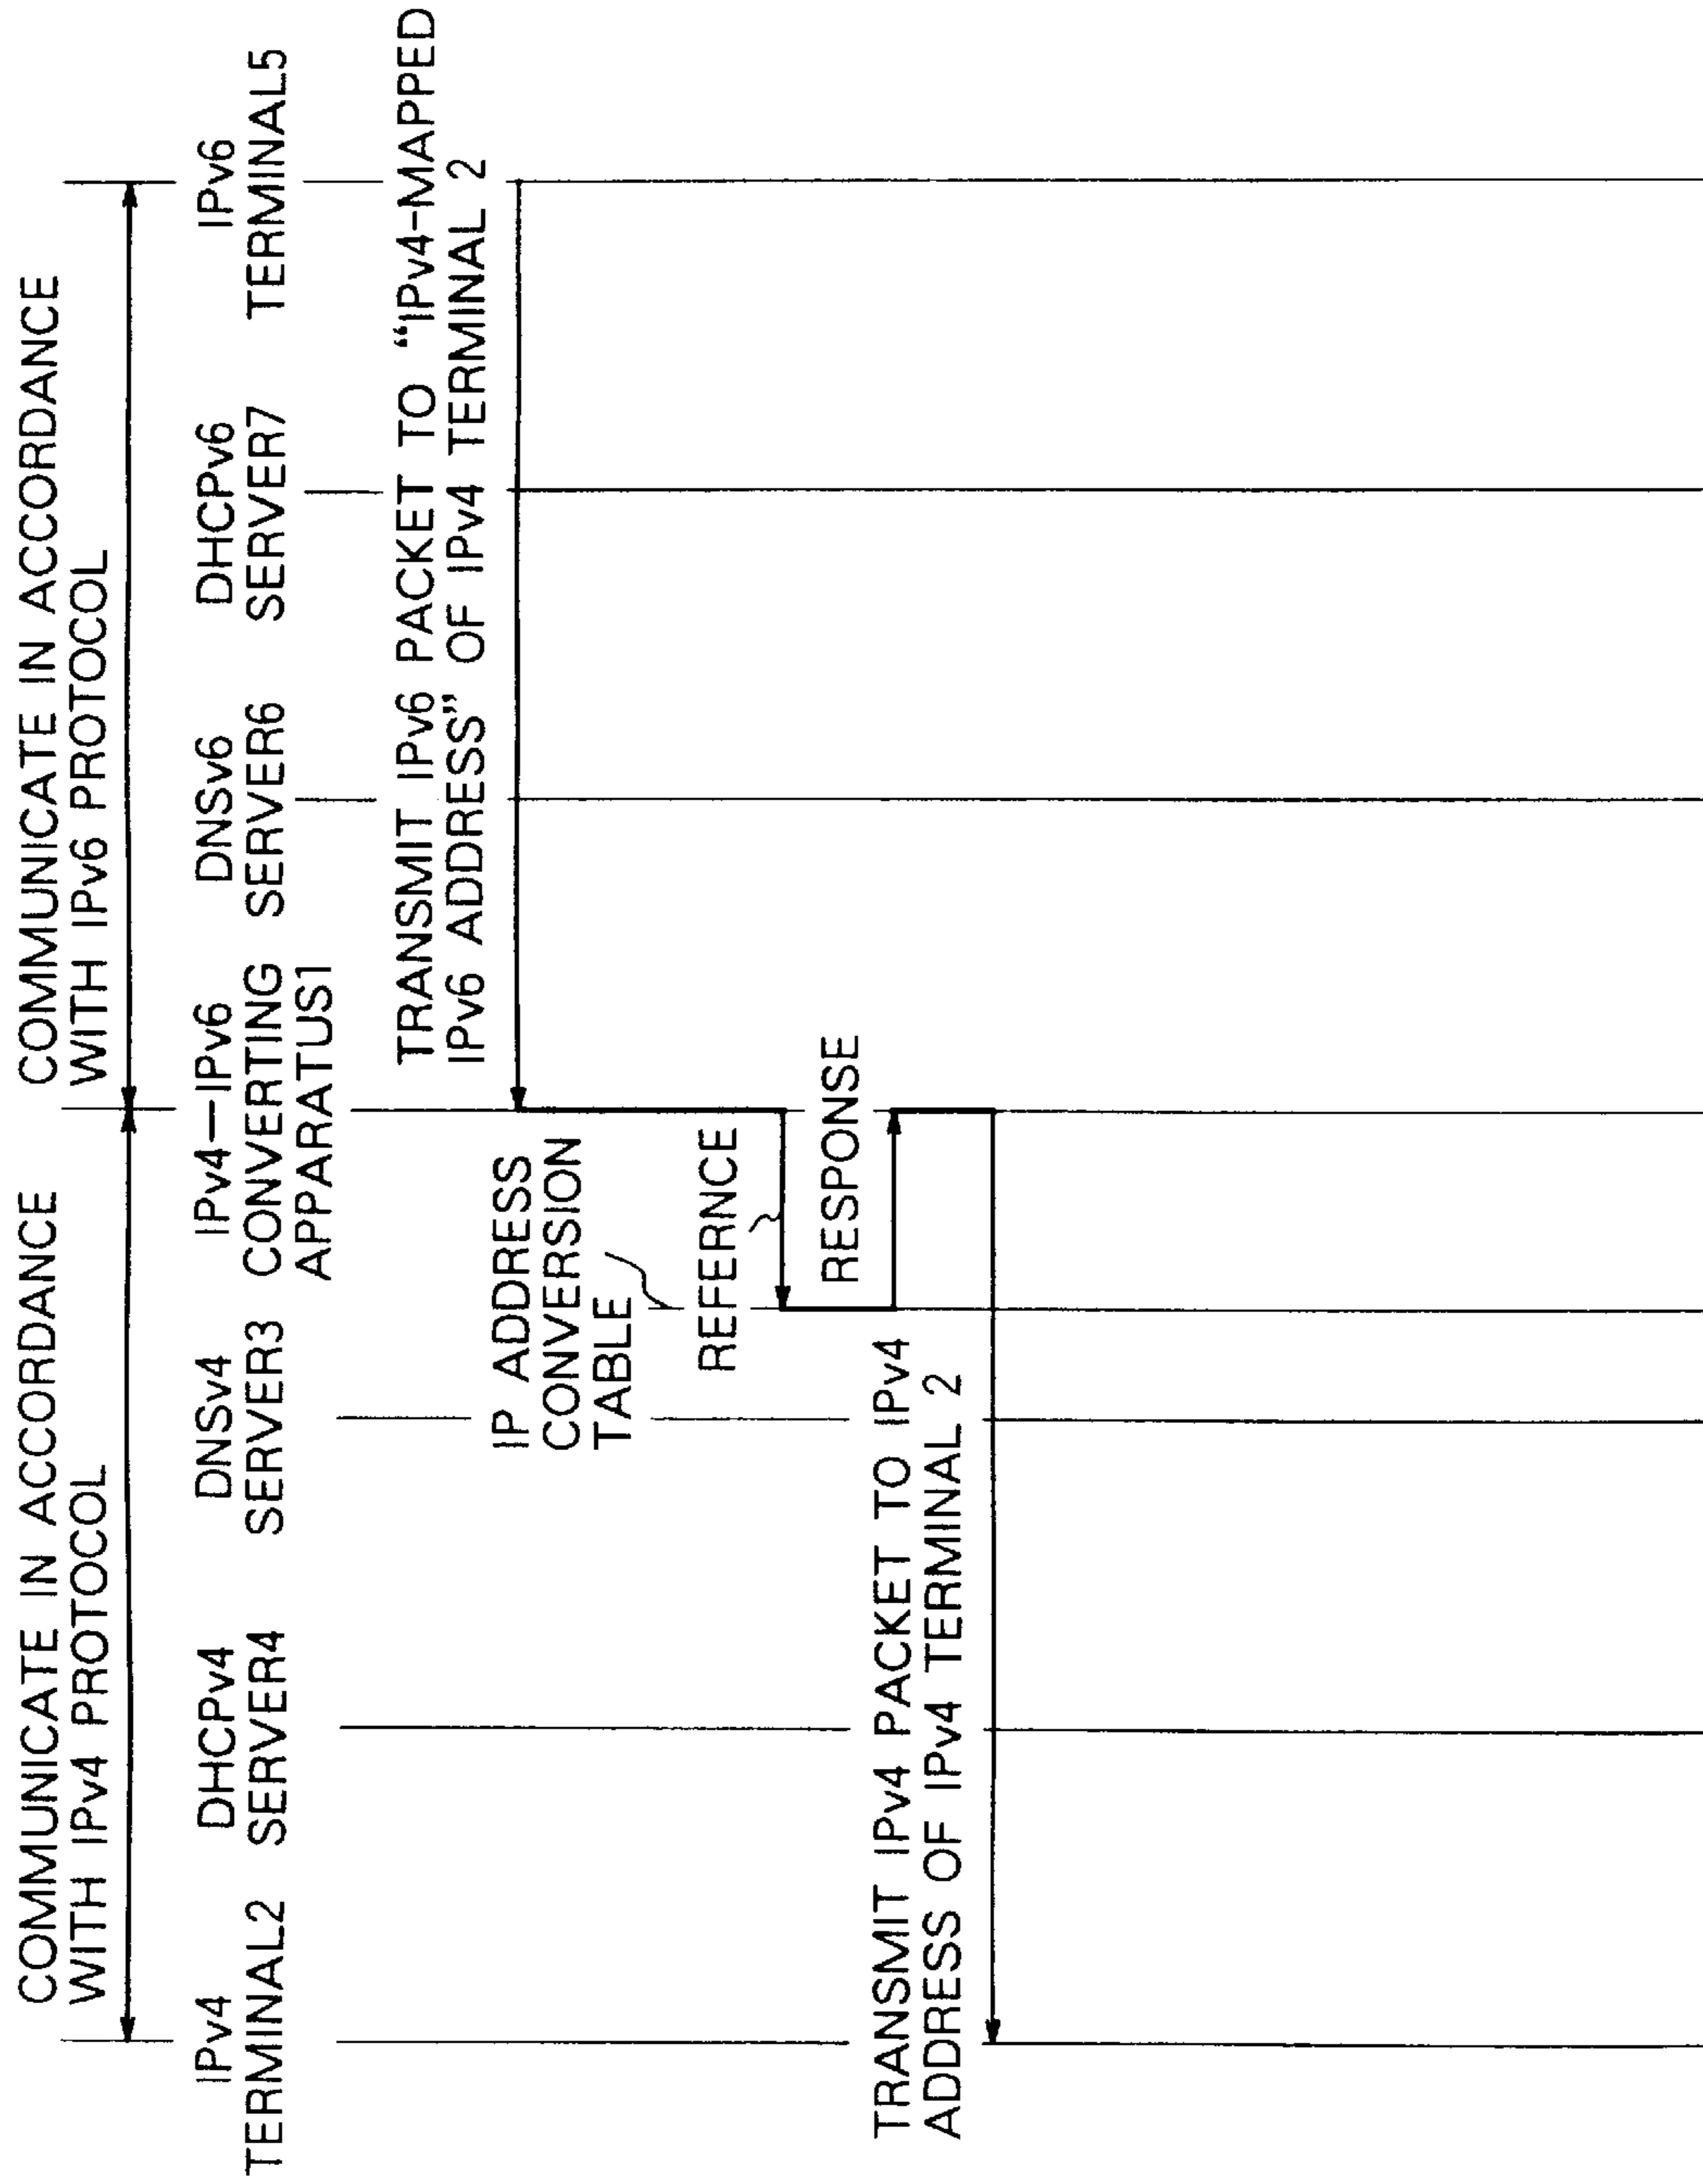 COMMUNICATE IN ACCORDANCE
WITH IPv4 PROTOCOL
COMMUNICATE IN ACCORDANCE
WITH IPv6 PROTOCOL
IPv4
TERMINAL2
DHCPv4
SERVER4
DNSv4
SERVER3
IPv4—IPv6
CONVERTING
APPARATUS1
DNSv6
SERVER6
DHCPv6
SERVER7
IPv6
TERMINAL5
TRANSMIT IPv6 PACKET TO “IPv4-MAPPED
IPv6 ADDRESS” OF IPv4 TERMINAL 2
IP ADDRESS
CONVERSION
TABLE
REFERNCE
RESPONSE
TRANSMIT IPv4 PACKET TO IPv4
ADDRESS OF IPv4 TERMINAL 2